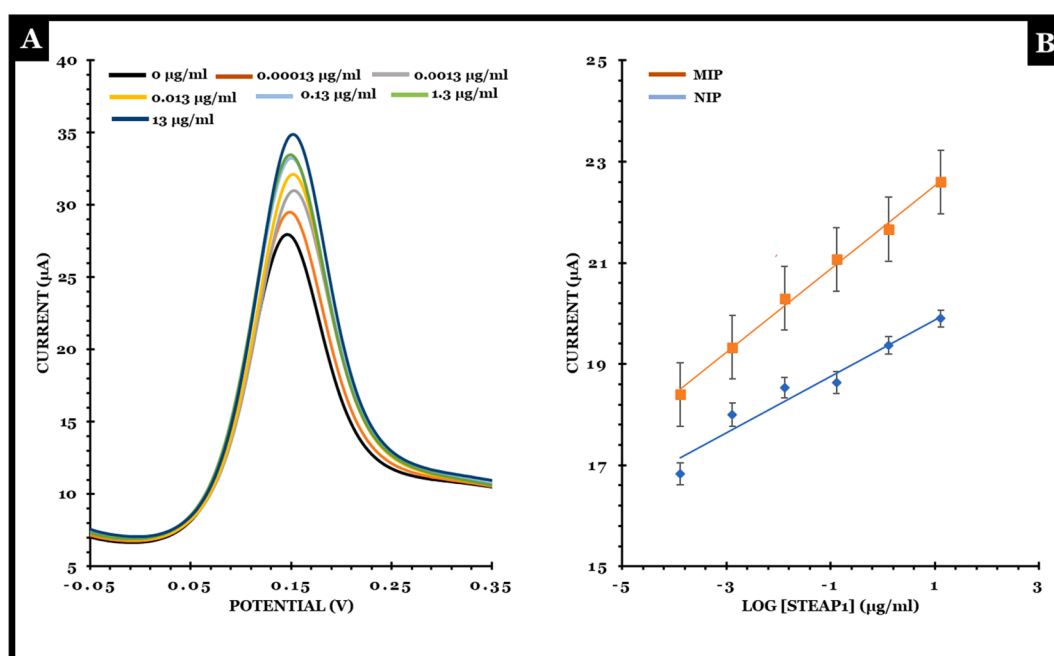 A
B
40
35
30
25
20
15
10
5
0 µg/ml
0.00013 µg/ml
0.0013 µg/ml
0.013 µg/ml
0.13 µg/ml
1.3 µg/ml
13 µg/ml
CURRENT (µA)
-0.05
0.05
0.15
0.25
0.35
POTENTIAL (V)
25
23
21
19
17
15
MIP
NIP
CURRENT (µA)
-5
-3
-1
1
3
LOG [STEAP1] (µg/ml)